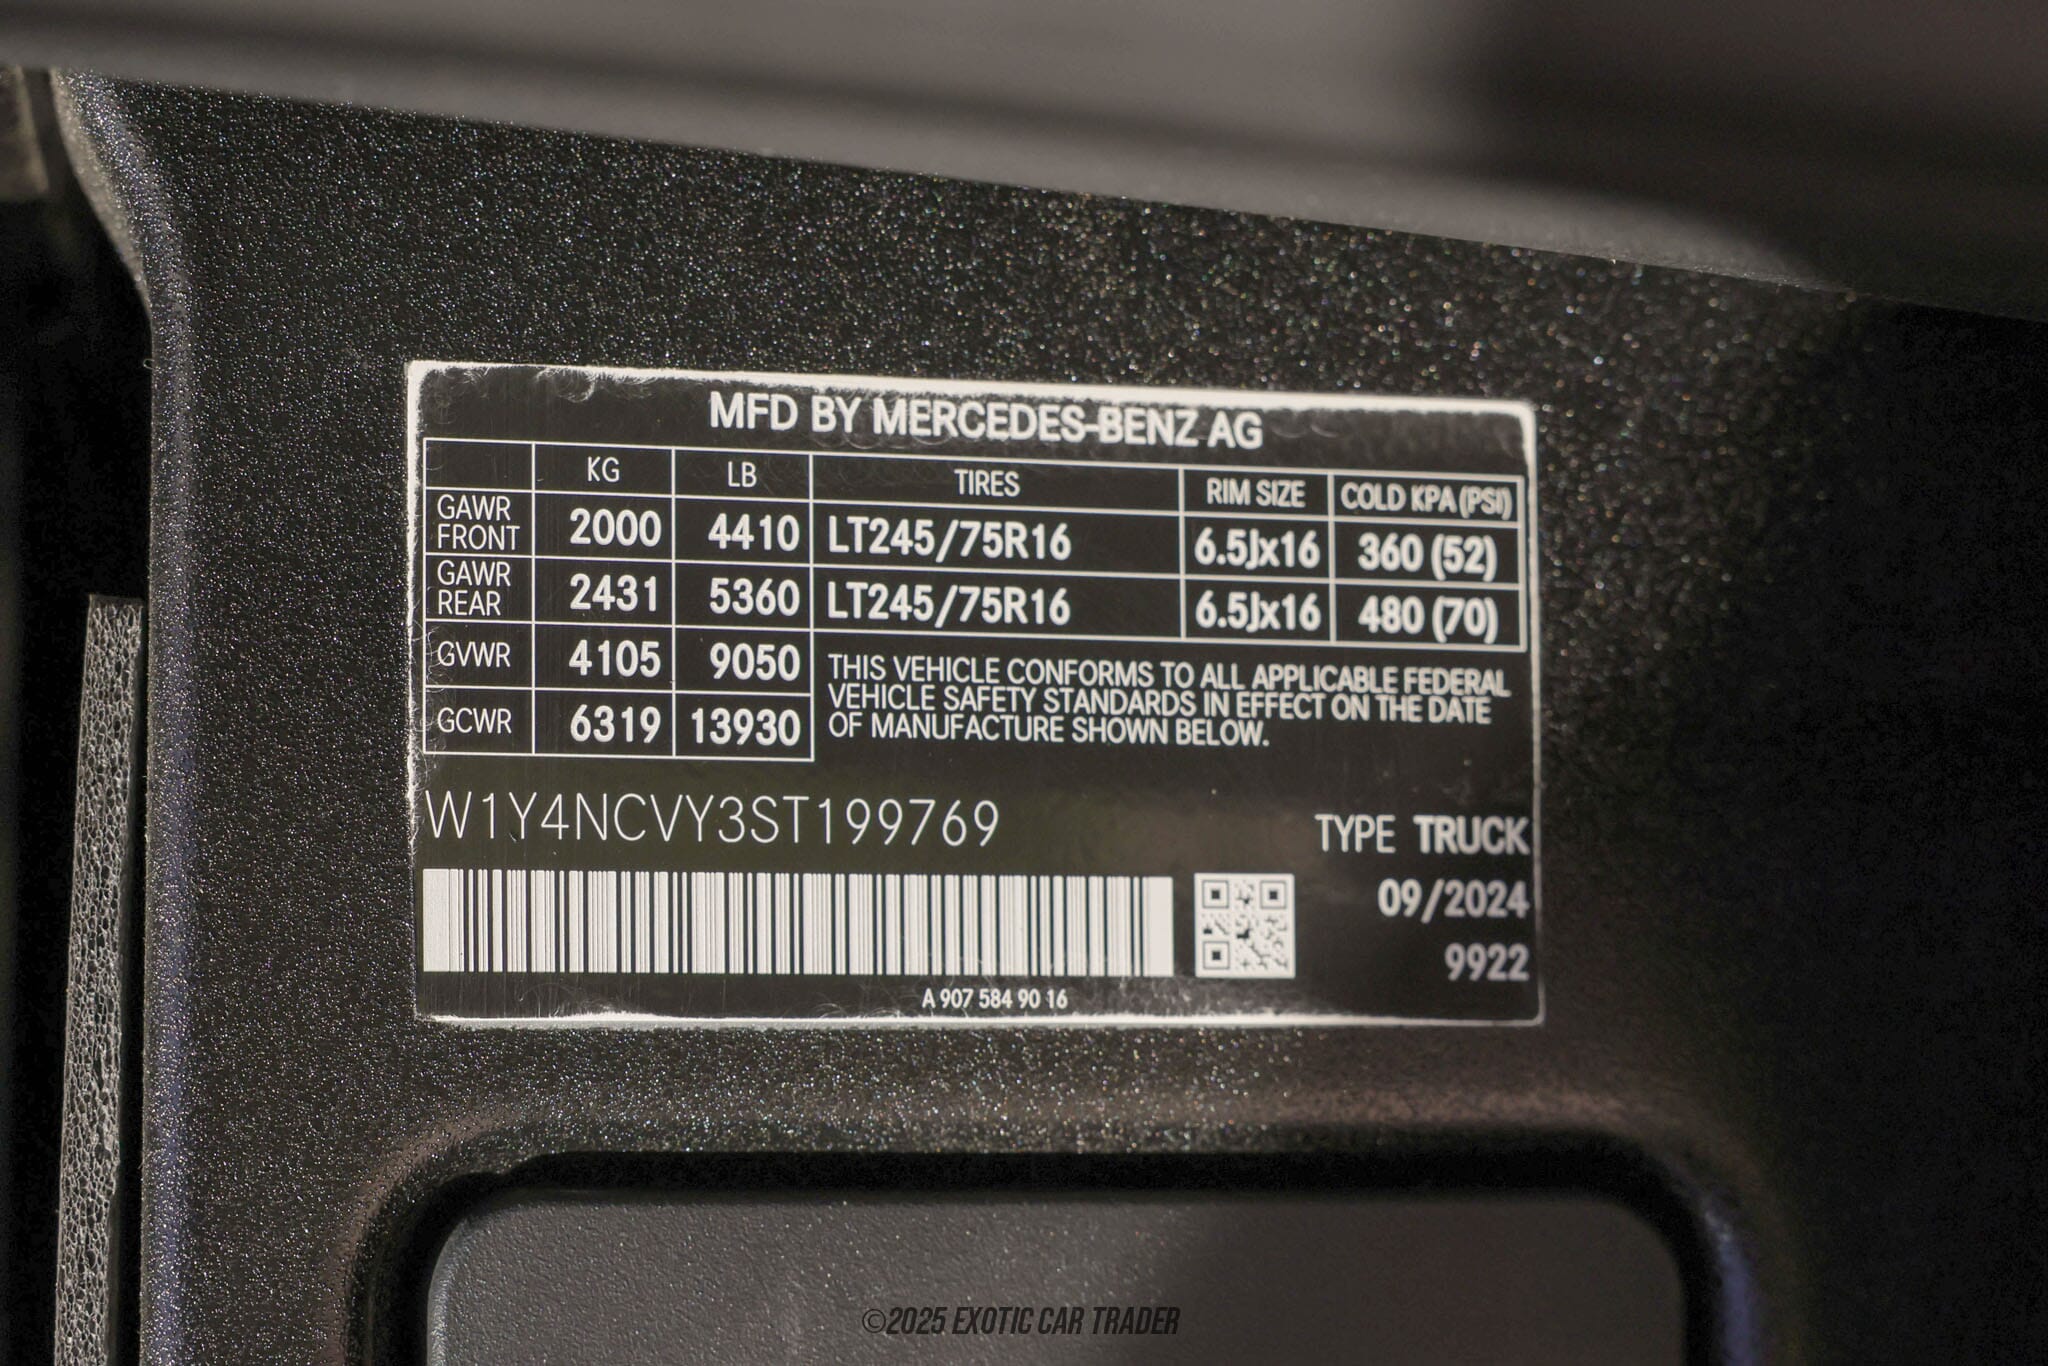 MFD BY MERCEDES-BENZ AG
KG LB TIRES RIM SIZE COLD KPA (PSI)
GAWR FRONT 2000 4410 LT245/75R16 6.5Jx16 360 (52)
GAWR REAR 2431 5360 LT245/75R16 6.5Jx16 480 (70)
GVWR 4105 9050
GCWR 6319 13930
THIS VEHICLE CONFORMS TO ALL APPLICABLE FEDERAL
VEHICLE SAFETY STANDARDS IN EFFECT ON THE DATE
OF MANUFACTURE SHOWN BELOW.
W1Y4NCVY3ST199769
TYPE TRUCK
09/2024
9922
A 907 584 90 16
©2025 EXOTIC CAR TRADER